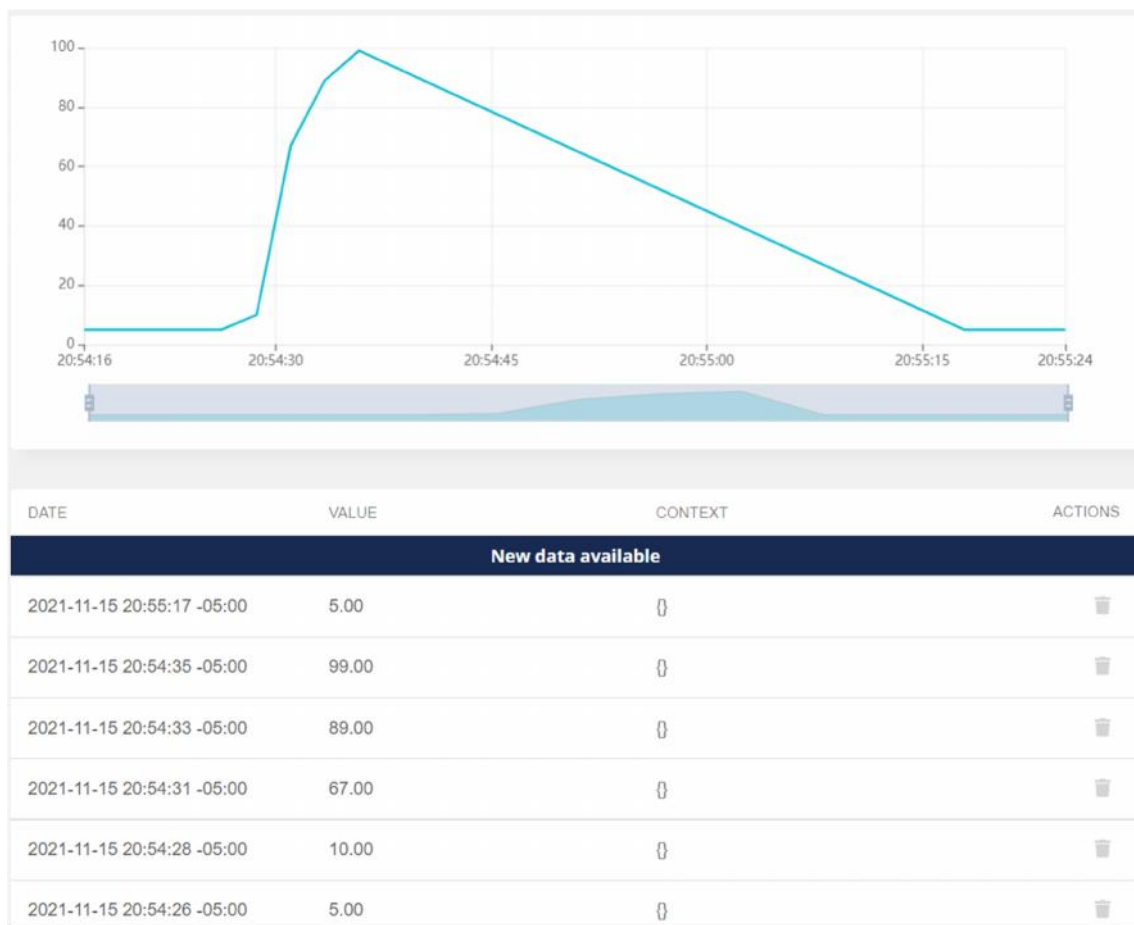 100
80
60
40
20
0
20:54:16 20:54:30 20:54:45 20:55:00 20:55:15 20:55:24
DATE VALUE CONTEXT ACTIONS
New data available
2021-11-15 20:55:17 -05:00 5.00 {}
2021-11-15 20:54:35 -05:00 99.00 {}
2021-11-15 20:54:33 -05:00 89.00 {}
2021-11-15 20:54:31 -05:00 67.00 {}
2021-11-15 20:54:28 -05:00 10.00 {}
2021-11-15 20:54:26 -05:00 5.00 {}